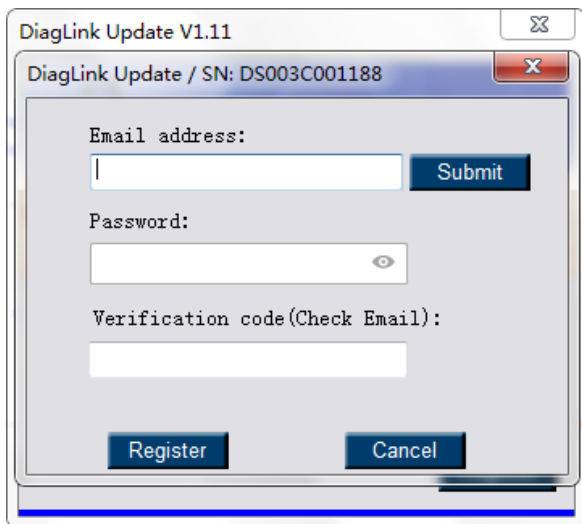 DiagLink Update V1.11
DiagLink Update / SN: DS003C001188
Email address:
Submit
Password:
Verification code(Check Email):
Register
Cancel